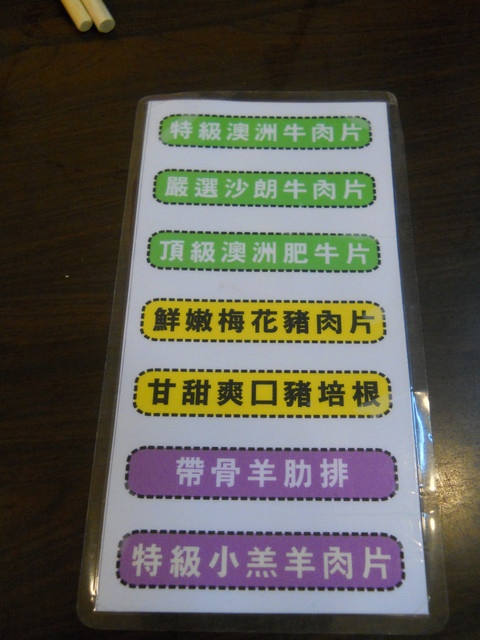 特級澳洲牛肉片
嚴選沙朗牛肉片
頂級澳洲肥牛片
鮮嫩梅花豬肉片
甘甜爽口豬培根
帶骨羊肋排
特級小羔羊肉片